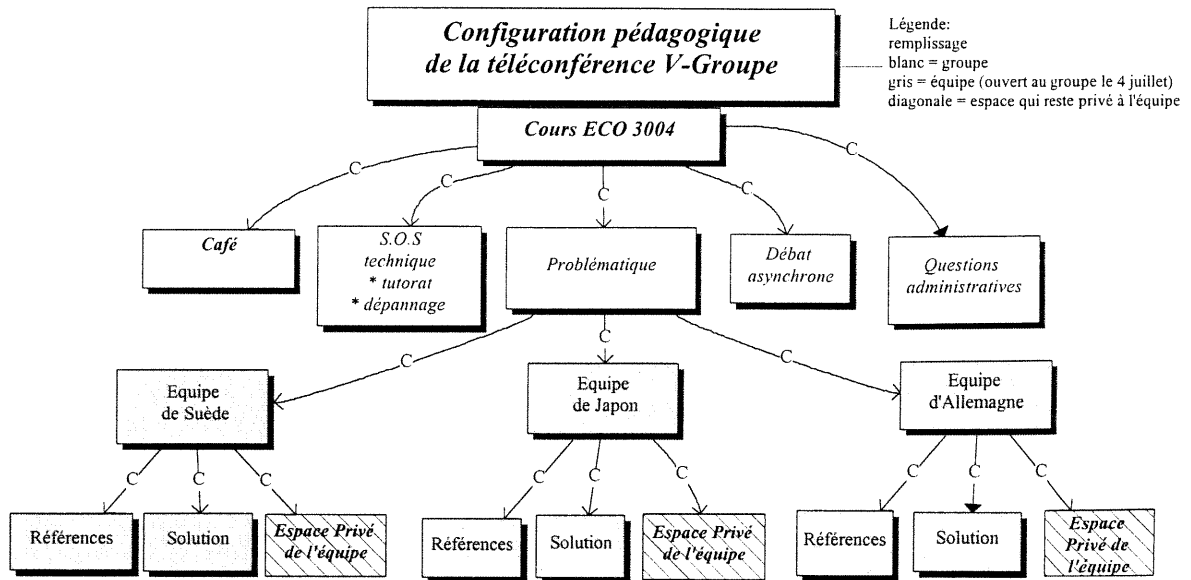 Configuration pédagogique
de la téléconférence V-Groupe
Légende:
remplissage
blanc = groupe
gris = équipe (ouvert au groupe le 4 juillet)
diagonale = espace qui reste privé à l'équipe
Cours ECO 3004
C
C
C
C
C
Café
S.O.S
technique
* tutorat
* dépannage
Problématique
Débat
asynchrone
Questions
administratives
C
C
C
Equipe
de Suède
Equipe
de Japon
Equipe
d'Allemagne
C
C
C
C
C
C
C
C
C
Références
Solution
Espace Privé
de l'équipe
Références
Solution
Espace Privé
de l'équipe
Références
Solution
Espace
Privé de
l'équipe